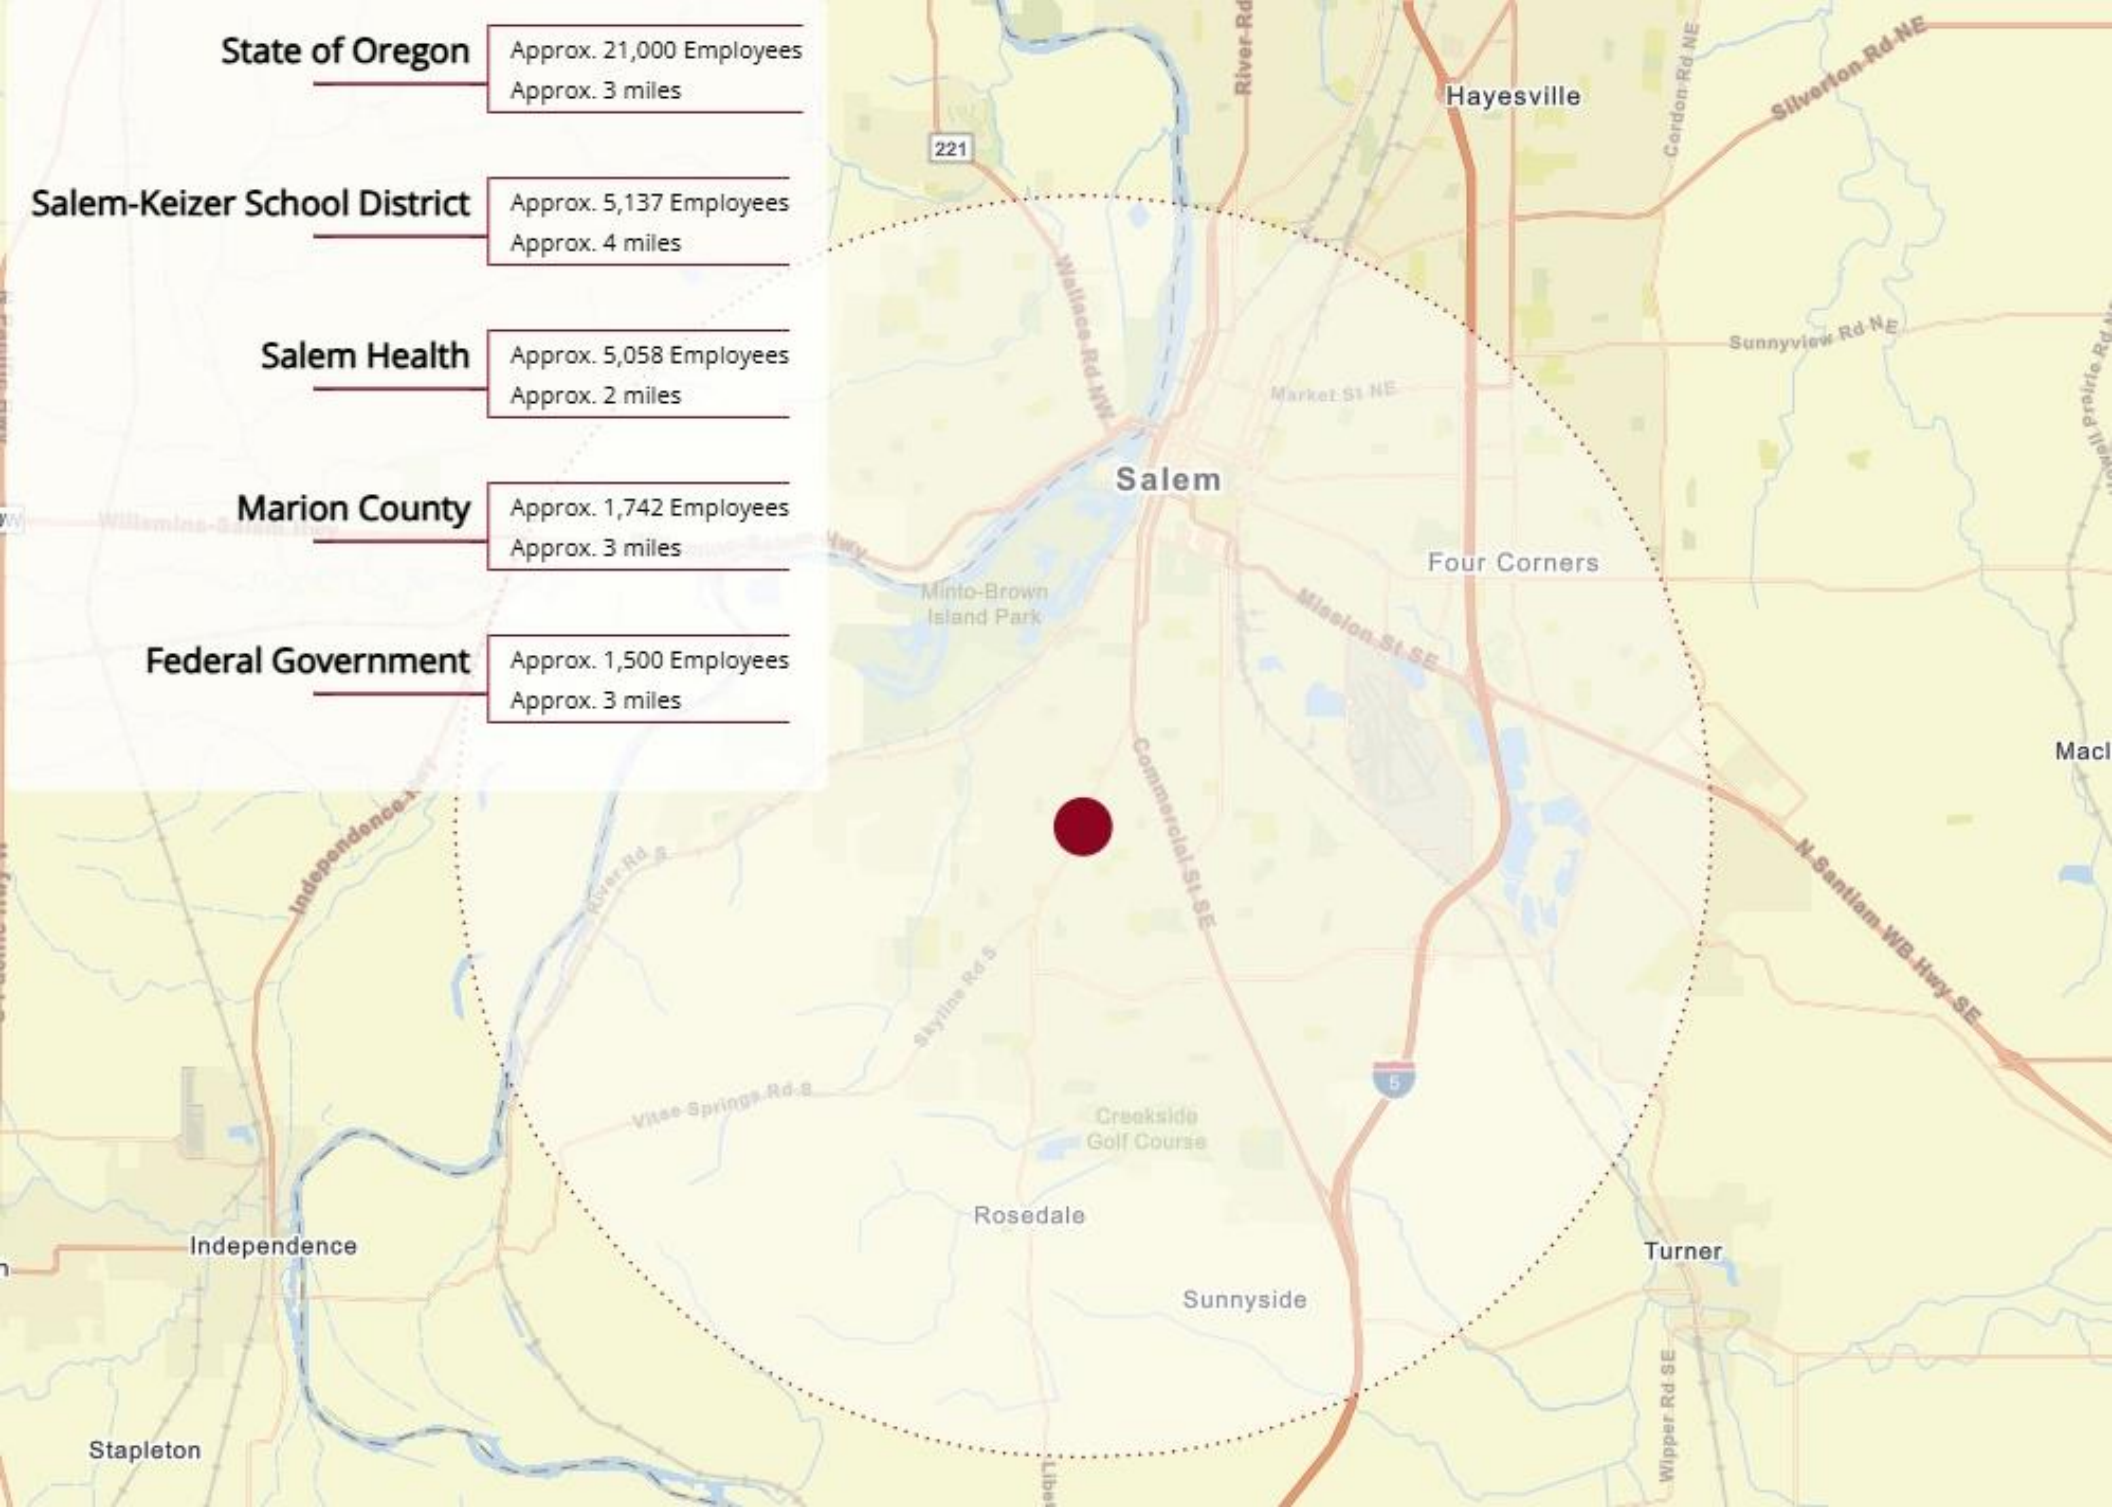 State of Oregon
Approx. 21,000 Employees
Approx. 3 miles
Salem-Keizer School District
Approx. 5,137 Employees
Approx. 4 miles
Salem Health
Approx. 5,058 Employees
Approx. 2 miles
Marion County
Approx. 1,742 Employees
Approx. 3 miles
Federal Government
Approx. 1,500 Employees
Approx. 3 miles
River Rd
Hayesville
Cordon Rd NE
Silverton Rd NE
221
Wallace Rd NW
Sunnyview Rd NE
Market St NE
Salem
Willamina-Salem Hwy
Four Corners
Minto-Brown
Island Park
Mission St SE
Commercial St SE
River Rd S
N Santiam WB Hwy SE
Skyline Rd S
5
Vitae Springs Rd S
Creekside
Golf Course
Rosedale
Independence
Turner
Sunnyside
Wipper Rd SE
Stapleton